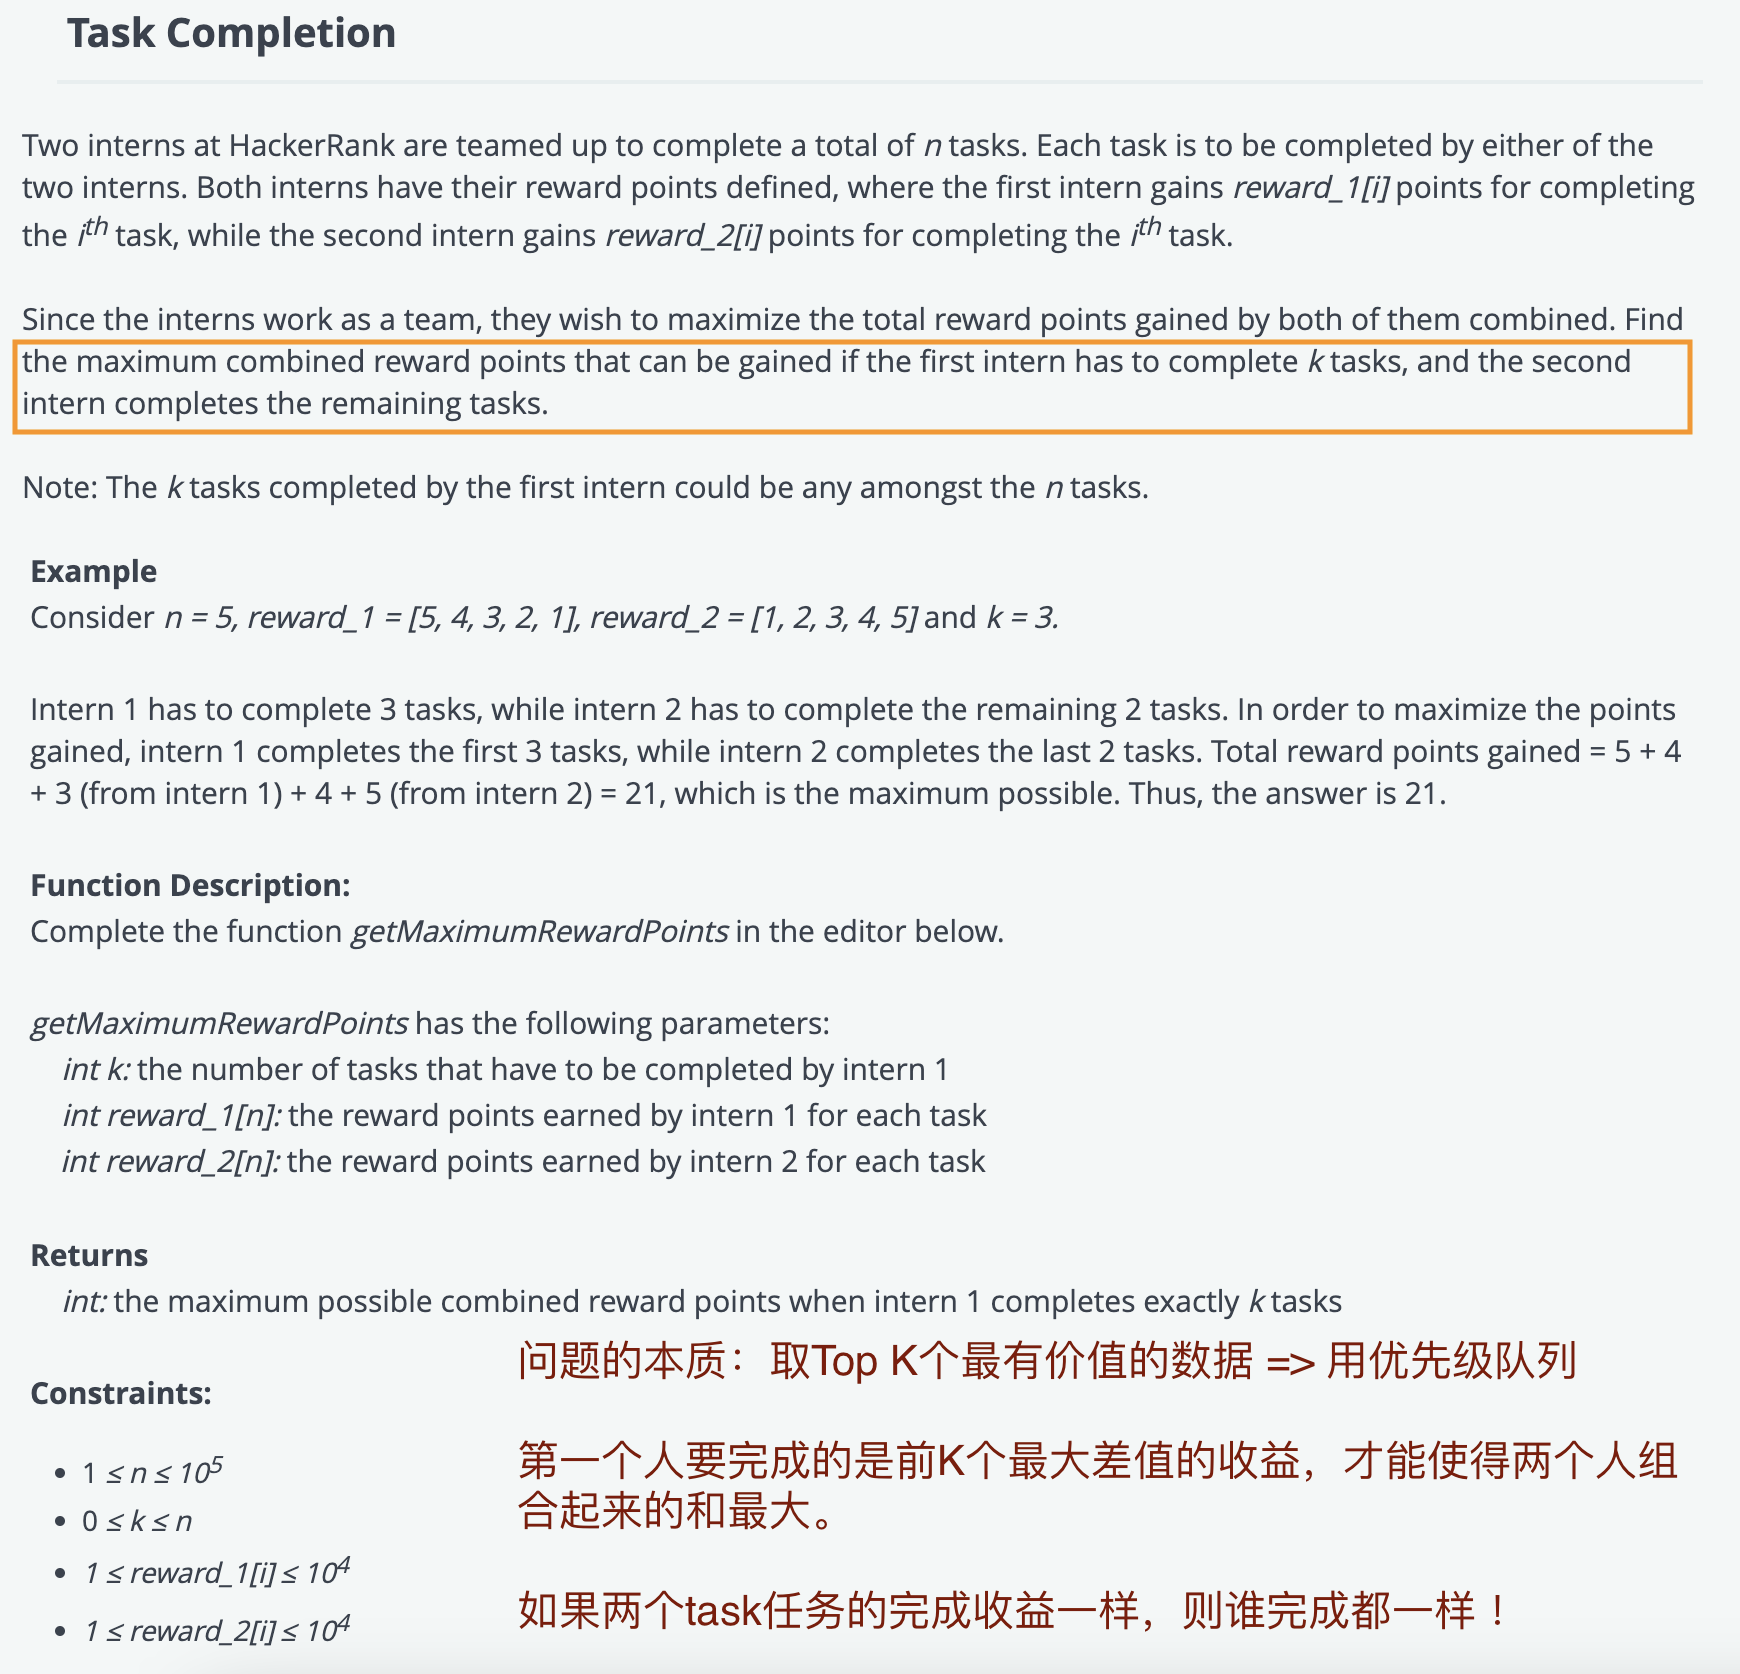 Task Completion
Two interns at HackerRank are teamed up to complete a total of n tasks. Each task is to be completed by either of the
two interns. Both interns have their reward points defined, where the first intern gains reward_1[i] points for completing
the ith task, while the second intern gains reward_2[i] points for completing the ith task.
Since the interns work as a team, they wish to maximize the total reward points gained by both of them combined. Find
the maximum combined reward points that can be gained if the first intern has to complete k tasks, and the second
intern completes the remaining tasks.
Note: The k tasks completed by the first intern could be any amongst the n tasks.
Example
Consider n = 5, reward_1 = [5, 4, 3, 2, 1], reward_2 = [1, 2, 3, 4, 5] and k = 3.
Intern 1 has to complete 3 tasks, while intern 2 has to complete the remaining 2 tasks. In order to maximize the points
gained, intern 1 completes the first 3 tasks, while intern 2 completes the last 2 tasks. Total reward points gained = 5 + 4
+ 3 (from intern 1) + 4 + 5 (from intern 2) = 21, which is the maximum possible. Thus, the answer is 21.
Function Description:
Complete the function getMaximumRewardPoints in the editor below.
getMaximumRewardPoints has the following parameters:
int k: the number of tasks that have to be completed by intern 1
int reward_1[n]: the reward points earned by intern 1 for each task
int reward_2[n]: the reward points earned by intern 2 for each task
Returns
int: the maximum possible combined reward points when intern 1 completes exactly k tasks
问题的本质：取Top K个最有价值的数据 => 用优先级队列
Constraints:
第一个人要完成的是前K个最大差值的收益，才能使得两个人组
合起来的和最大。
• 1 ≤ n ≤ 10^5
• 0 ≤ k ≤ n
• 1 ≤ reward_1[i] ≤ 10^4
如果两个task任务的完成收益一样，则谁完成都一样！
• 1 ≤ reward_2[i] ≤ 10^4